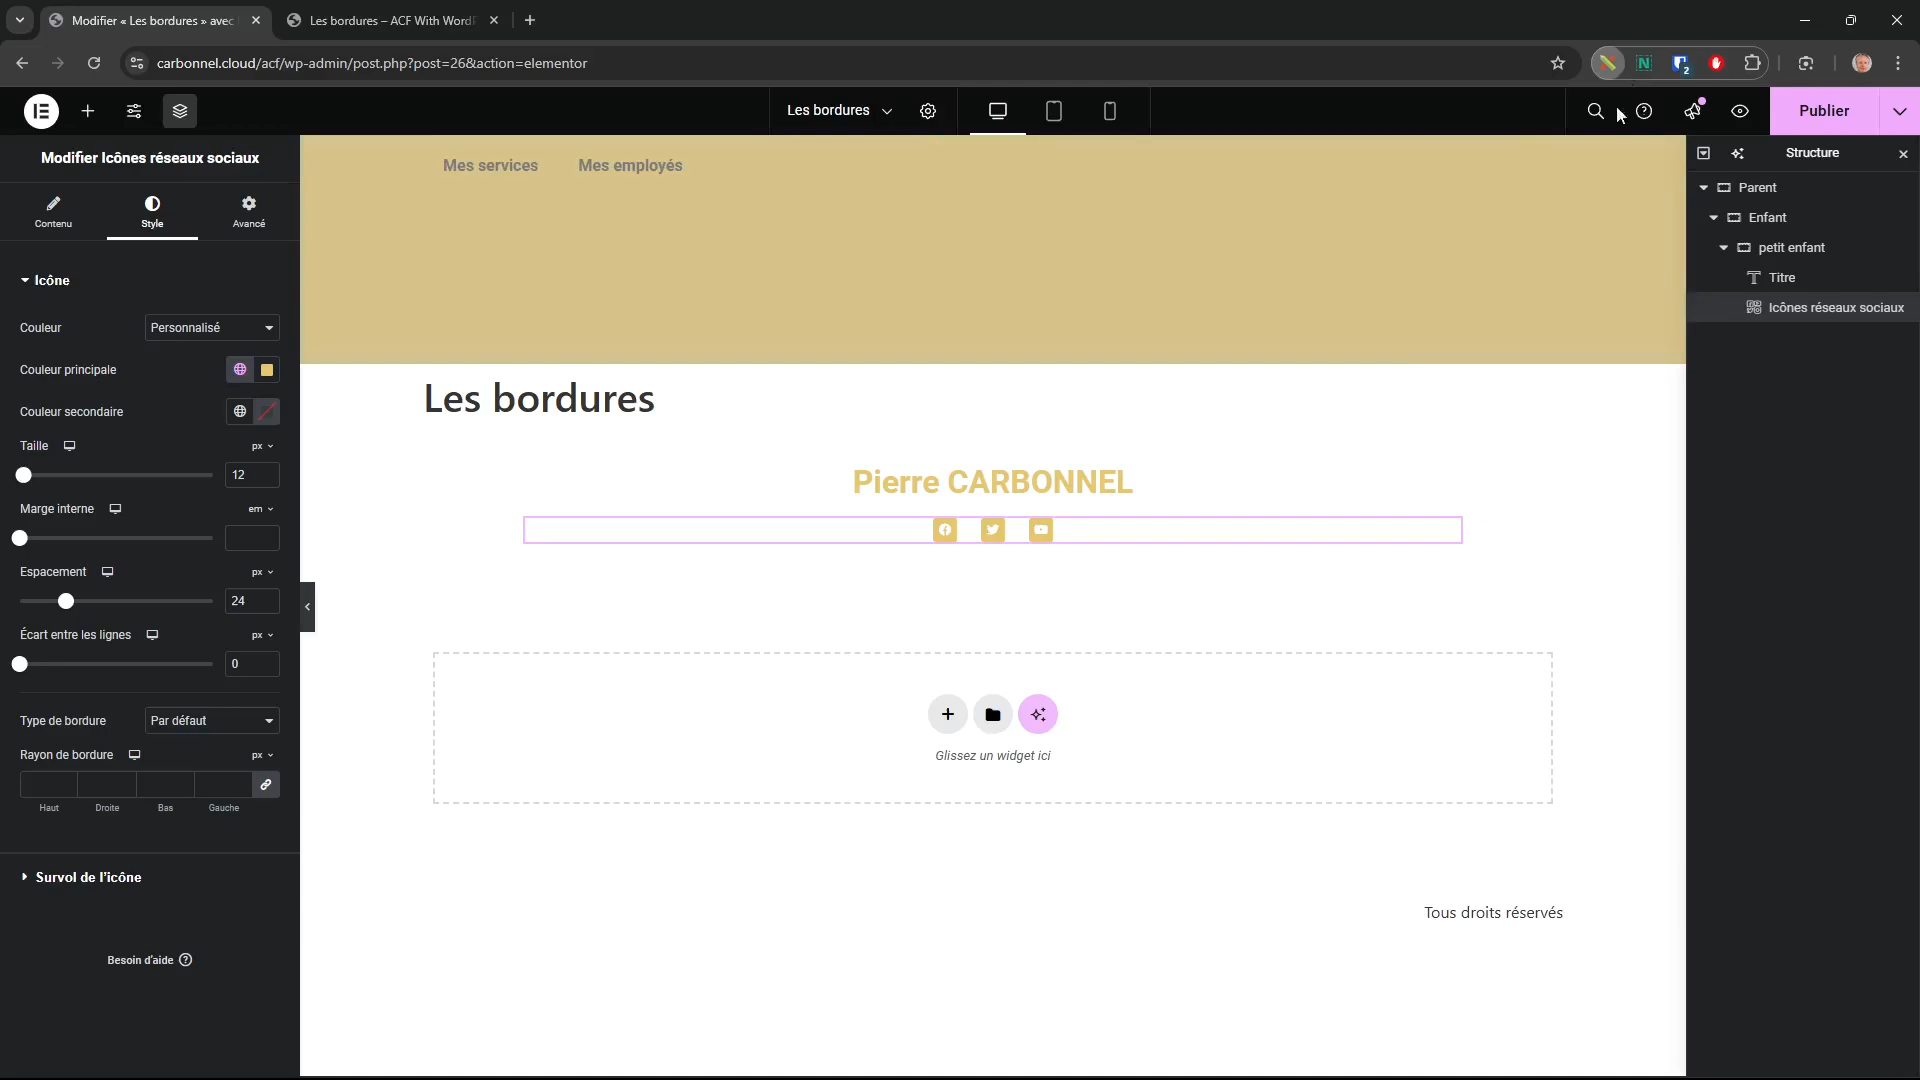 Modifier « Les bordures » avec
Les bordures – ACF With Word
carbonnel.cloud/acf/wp-admin/post.php?post=26&action=elementor
2
Les bordures
Publier
Modifier Icônes réseaux sociaux
Contenu
Style
Avancé
Icône
Couleur
Personnalisé
Couleur principale
Couleur secondaire
Taille
px
12
Marge interne
em
Espacement
px
24
Écart entre les lignes
px
0
Type de bordure
Par défaut
Rayon de bordure
px
Haut
Droite
Bas
Gauche
Survol de l'icône
Besoin d'aide
Mes services
Mes employés
Les bordures
Pierre CARBONNEL
Glissez un widget ici
Tous droits réservés
Structure
Parent
Enfant
petit enfant
Titre
Icônes réseaux sociaux